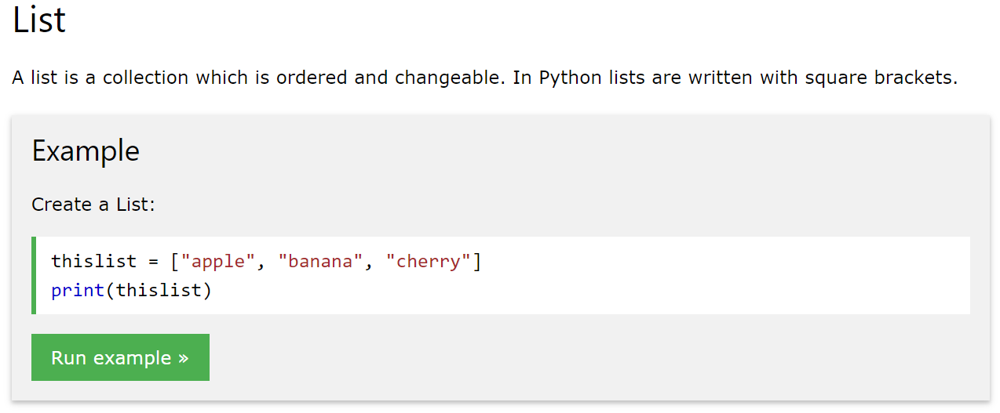 List
A list is a collection which is ordered and changeable. In Python lists are written with square brackets.
Example
Create a List:
thislist = ["apple", "banana", "cherry"]
print(thislist)
Run example »